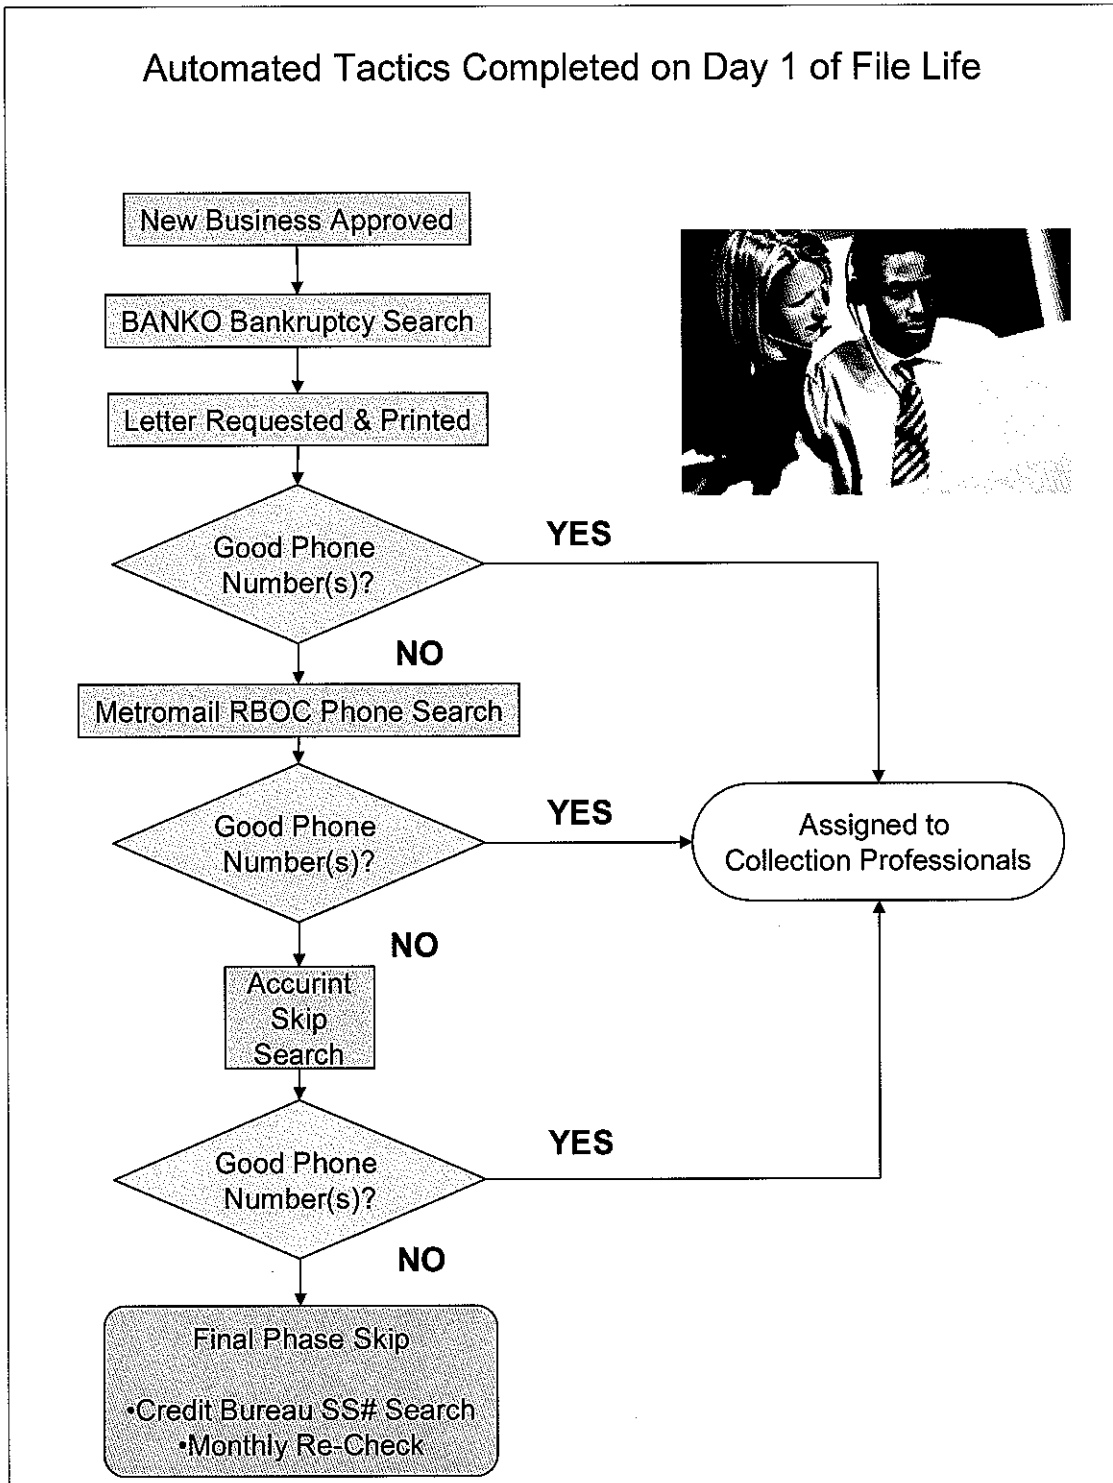 Automated Tactics Completed on Day 1 of File Life
New Business Approved
BANKO Bankruptcy Search
Letter Requested & Printed
Good Phone
Number(s)?
YES
NO
Metromail RBOC Phone Search
Good Phone
Number(s)?
YES
Assigned to
Collection Professionals
NO
Accurint
Skip
Search
Good Phone
Number(s)?
YES
NO
Final Phase Skip
•Credit Bureau SS# Search
•Monthly Re-Check